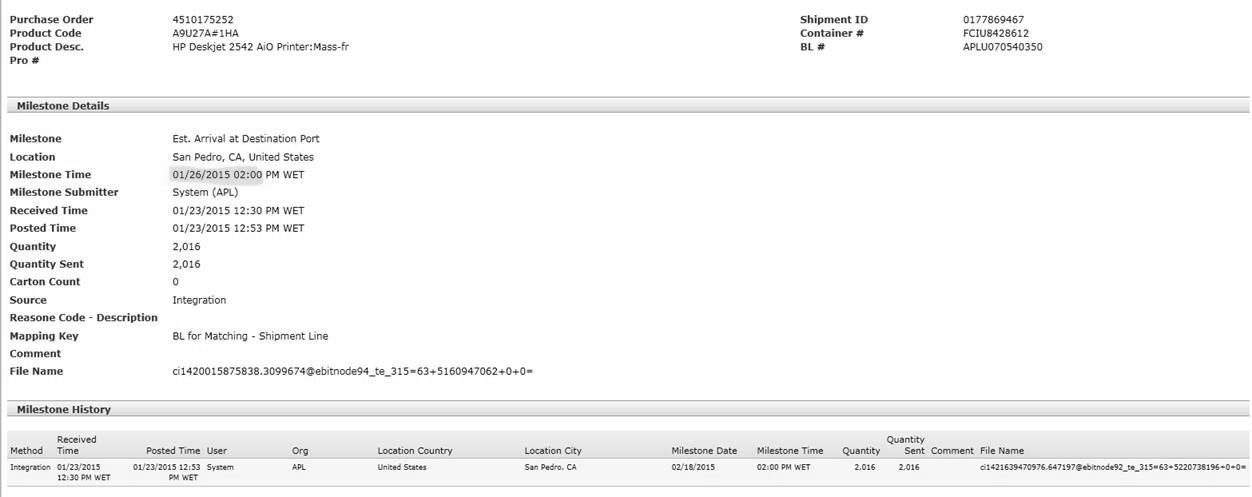 Purchase Order 4510175252 Shipment ID 0177869467
Product Code A9U27A#1HA Container # FCIU8428612
Product Desc. HP Deskjet 2542 AiO Printer:Mass-fr BL # APLU070540350
Pro #
Milestone Details
Milestone Est. Arrival at Destination Port
Location San Pedro, CA, United States
Milestone Time 01/26/2015 02:00 PM WET
Milestone Submitter System (APL)
Received Time 01/23/2015 12:30 PM WET
Posted Time 01/23/2015 12:53 PM WET
Quantity 2,016
Quantity Sent 2,016
Carton Count 0
Source Integration
Reasone Code - Description
Mapping Key BL for Matching - Shipment Line
Comment
File Name ci1420015875838.3099674@ebitnode94_te_315=63+5160947062+0+0=
Milestone History
Received Quantity
Method Time Posted Time User Org Location Country Location City Milestone Date Milestone Time Quantity Sent Comment File Name
Integration 01/23/2015 01/23/2015 12:53 System APL United States San Pedro, CA 02/18/2015 02:00 PM WET 2,016 2,016 ci1421639470976.647197@ebitnode92_te_315=63+5220738196+0+0=
12:30 PM WET PM WET